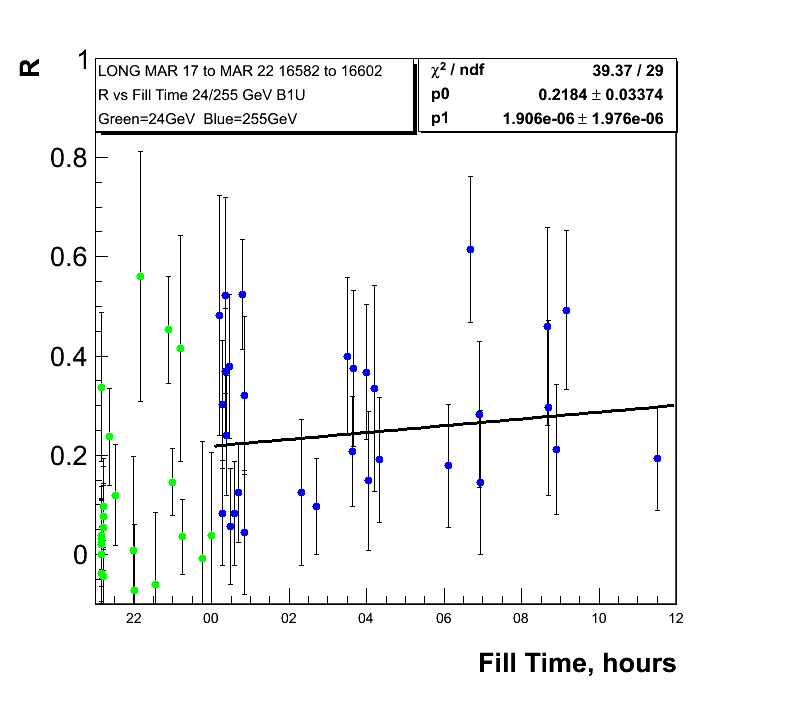 R
LONG MAR 17 to MAR 22 16582 to 16602
R vs Fill Time 24/255 GeV B1U
Green=24GeV Blue=255GeV
χ² / ndf 39.37 / 29
p0 0.2184 ± 0.03374
p1 1.906e-06 ± 1.976e-06
1
0.8
0.6
0.4
0.2
0
22 00 02 04 06 08 10 12
Fill Time, hours